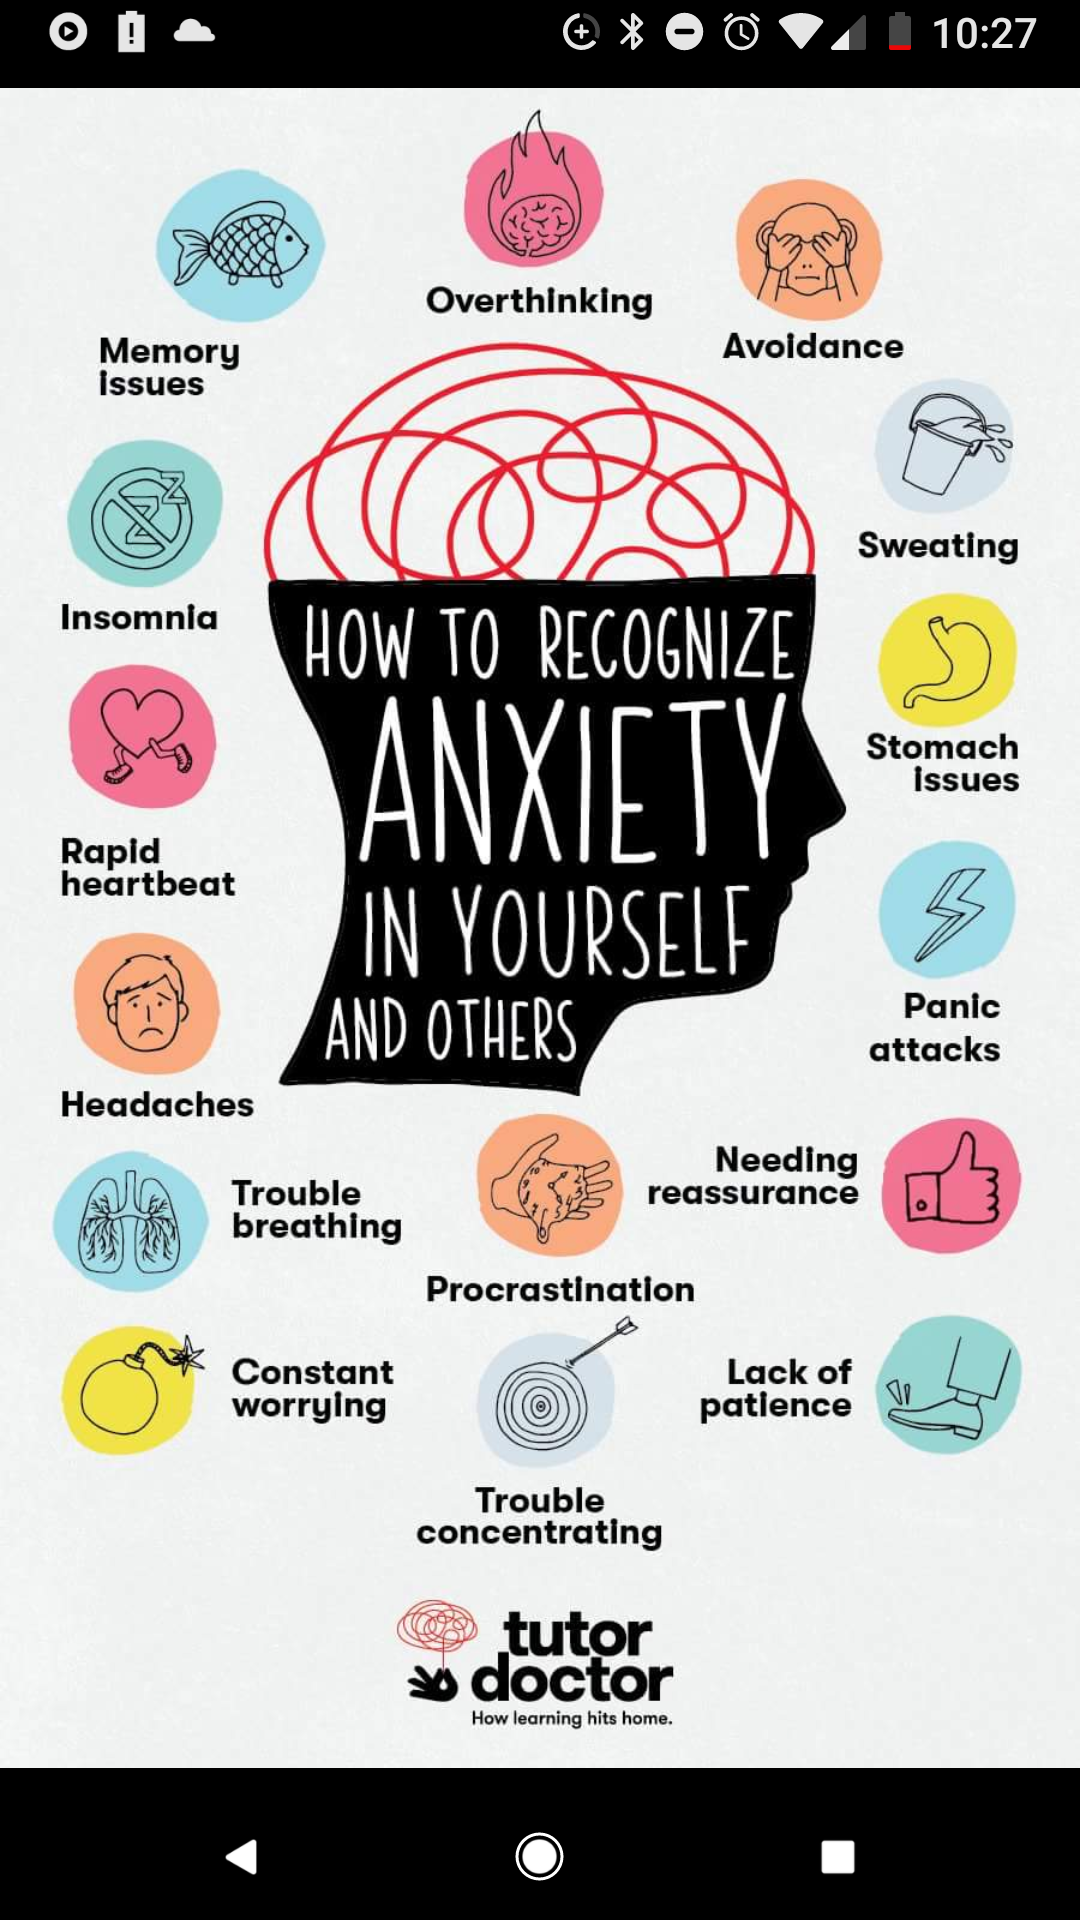 10:27
Overthinking
Memory
issues
Avoidance
Sweating
Insomnia
HOW TO RECOGNIZE
ANXIETY
IN YOURSELF
AND OTHERS
Stomach
issues
Rapid
heartbeat
Panic
attacks
Headaches
Needing
reassurance
Trouble
breathing
Procrastination
Constant
worrying
Lack of
patience
Trouble
concentrating
tutor
doctor
How learning hits home.